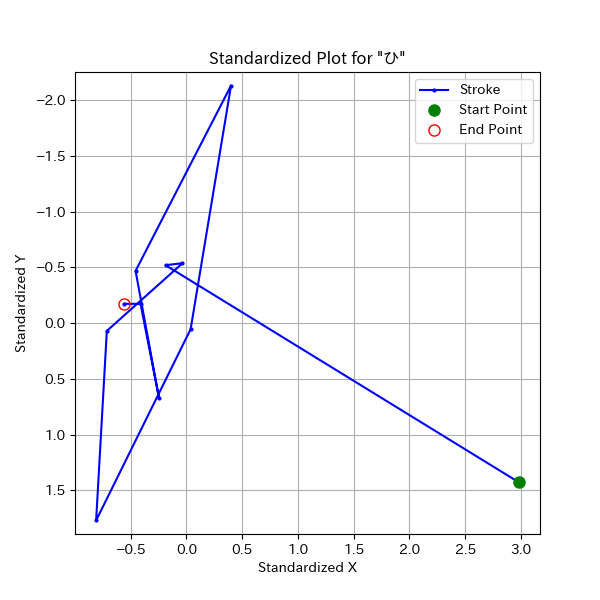 Standardized Plot for "ひ"
Stroke
Start Point
End Point
−2.0
−1.5
−1.0
−0.5
0.0
0.5
1.0
1.5
Standardized Y
−0.5 0.0 0.5 1.0 1.5 2.0 2.5 3.0
Standardized X